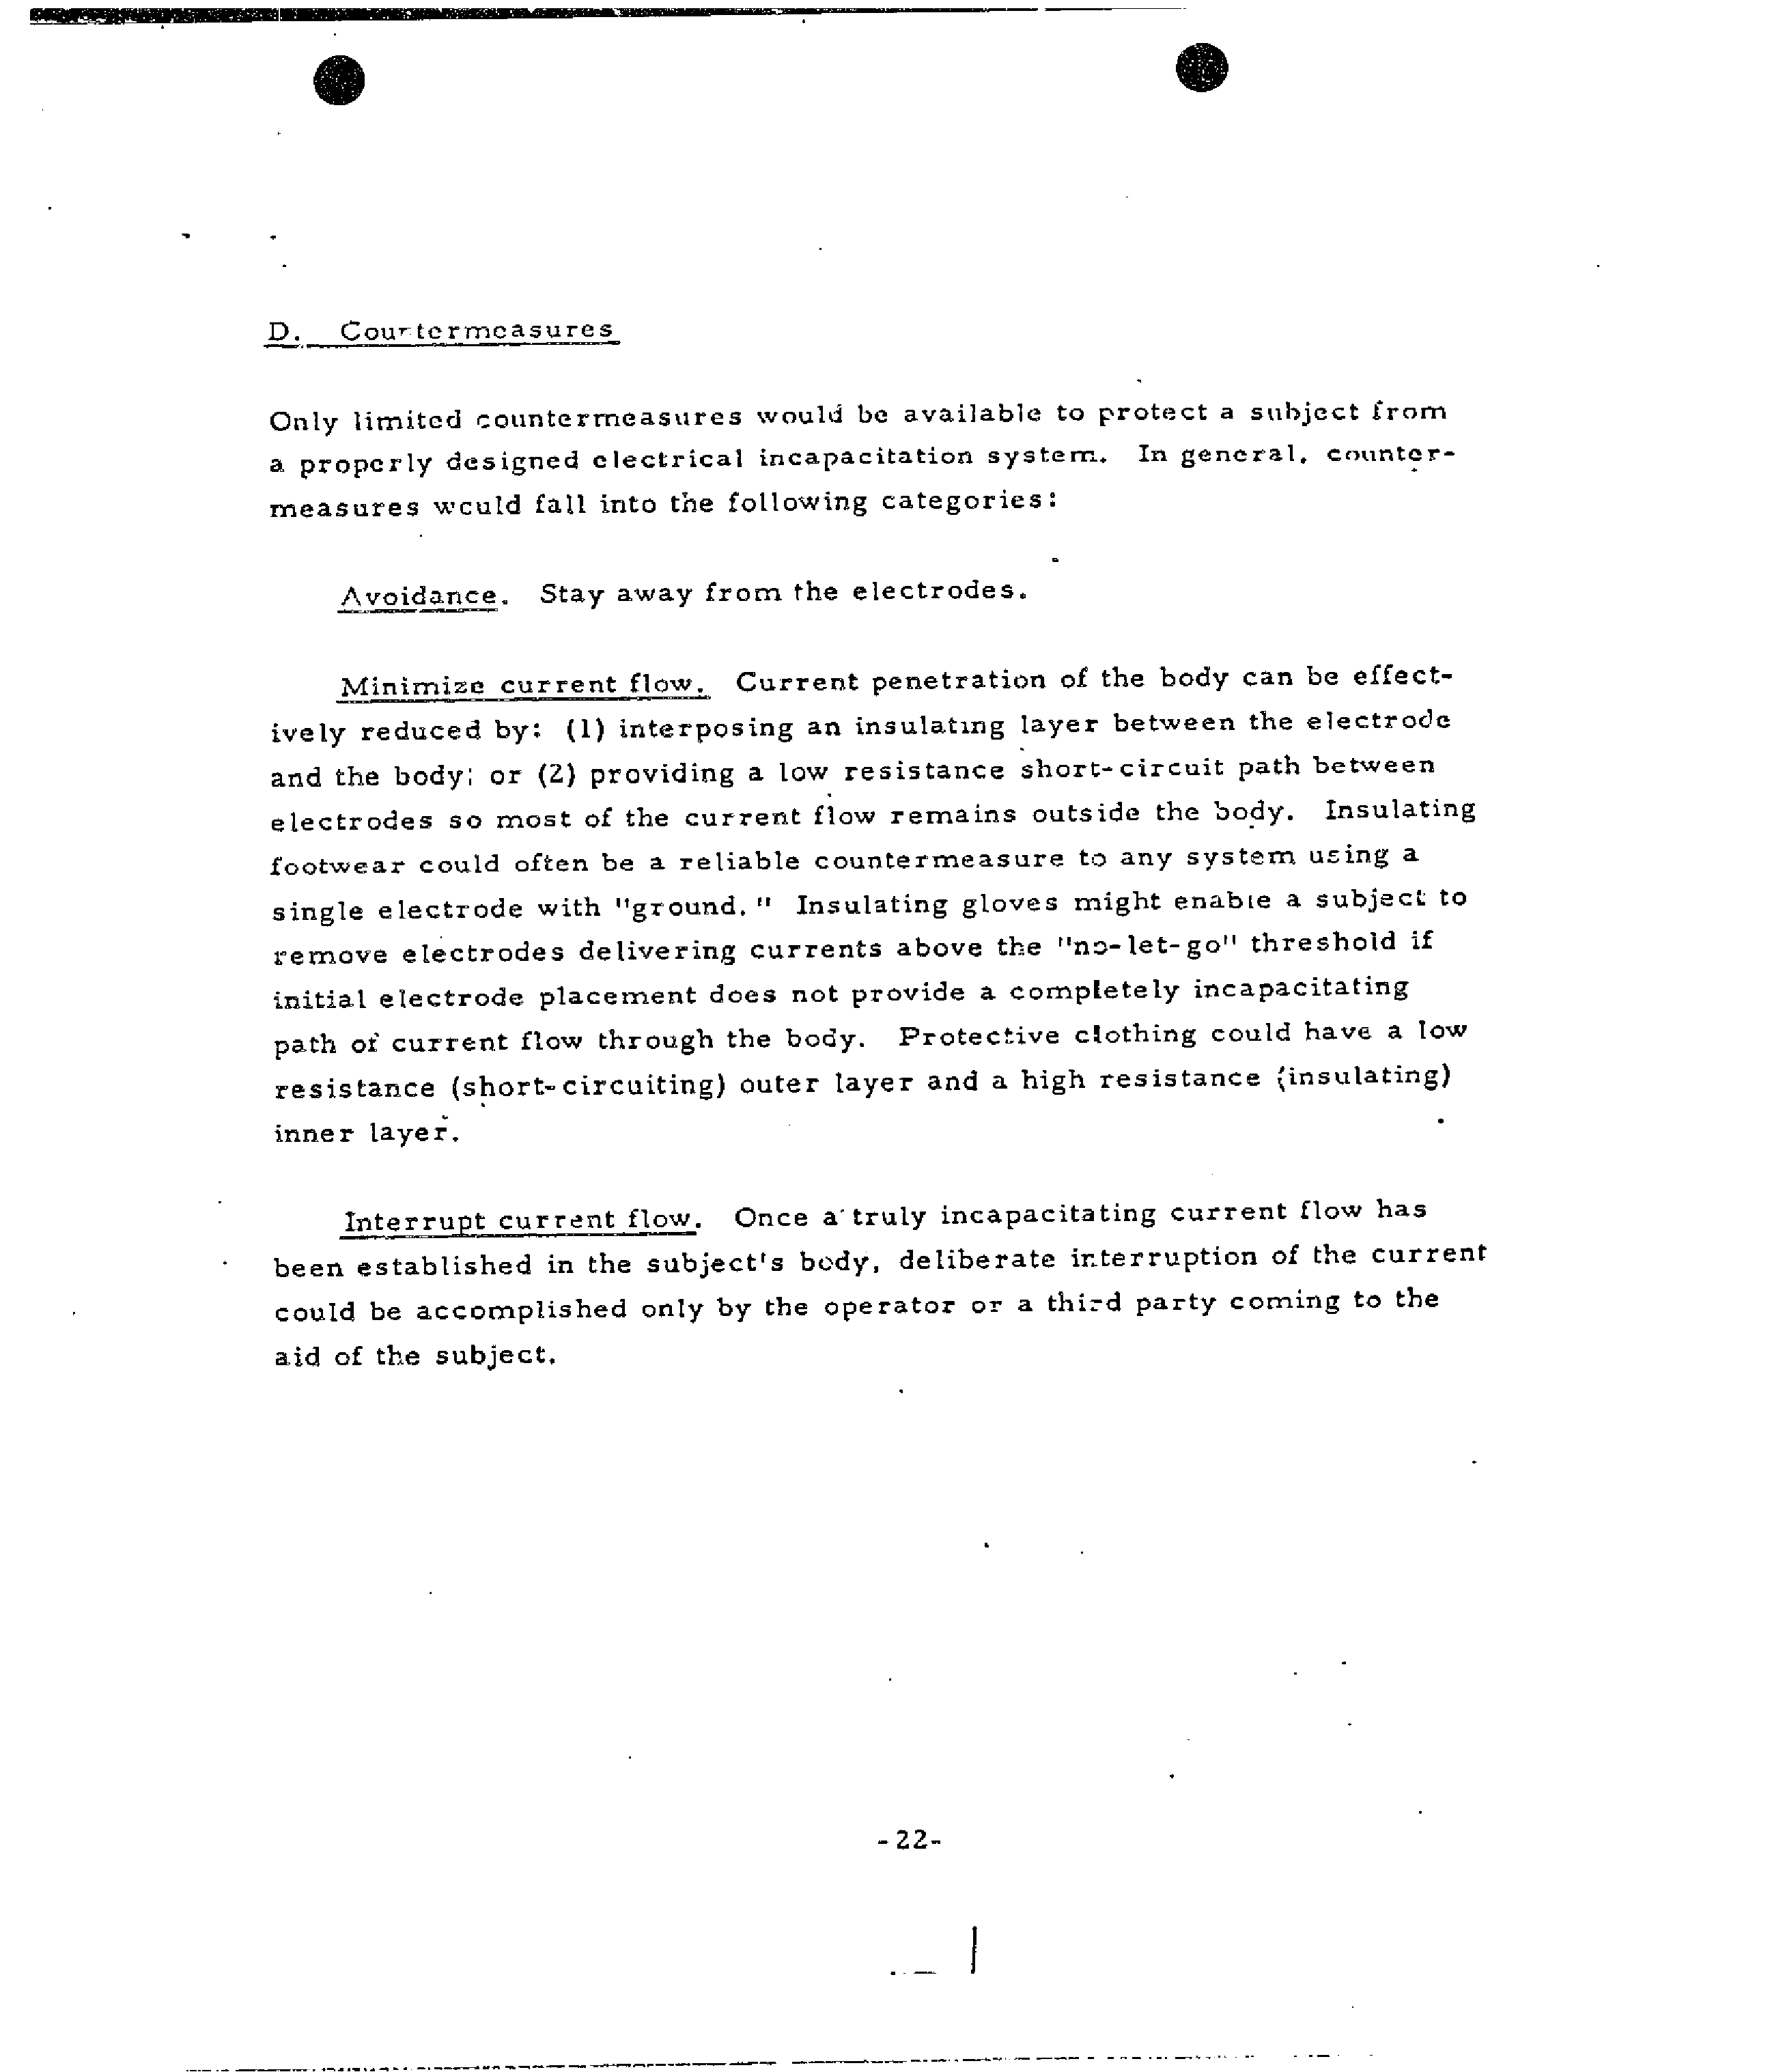 D. Countermeasures
Only limited countermeasures would be available to protect a subject from
a properly designed electrical incapacitation system. In general, counter-
measures would fall into the following categories:
Avoidance. Stay away from the electrodes.
Minimize current flow. Current penetration of the body can be effect-
ively reduced by: (1) interposing an insulating layer between the electrode
and the body; or (2) providing a low resistance short-circuit path between
electrodes so most of the current flow remains outside the body. Insulating
footwear could often be a reliable countermeasure to any system using a
single electrode with "ground." Insulating gloves might enable a subject to
remove electrodes delivering currents above the "no-let-go" threshold if
initial electrode placement does not provide a completely incapacitating
path of current flow through the body. Protective clothing could have a low
resistance (short-circuiting) outer layer and a high resistance (insulating)
inner layer.
Interrupt current flow. Once a truly incapacitating current flow has
been established in the subject's body, deliberate interruption of the current
could be accomplished only by the operator or a third party coming to the
aid of the subject.
-22-